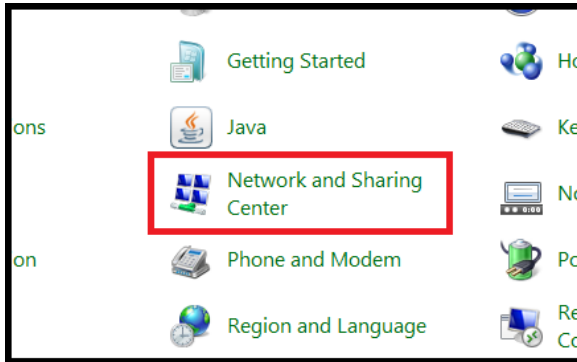 Getting Started
Ho
ons
Java
Ke
Network and Sharing
Center
No
on
Phone and Modem
Po
Region and Language
Re
Co